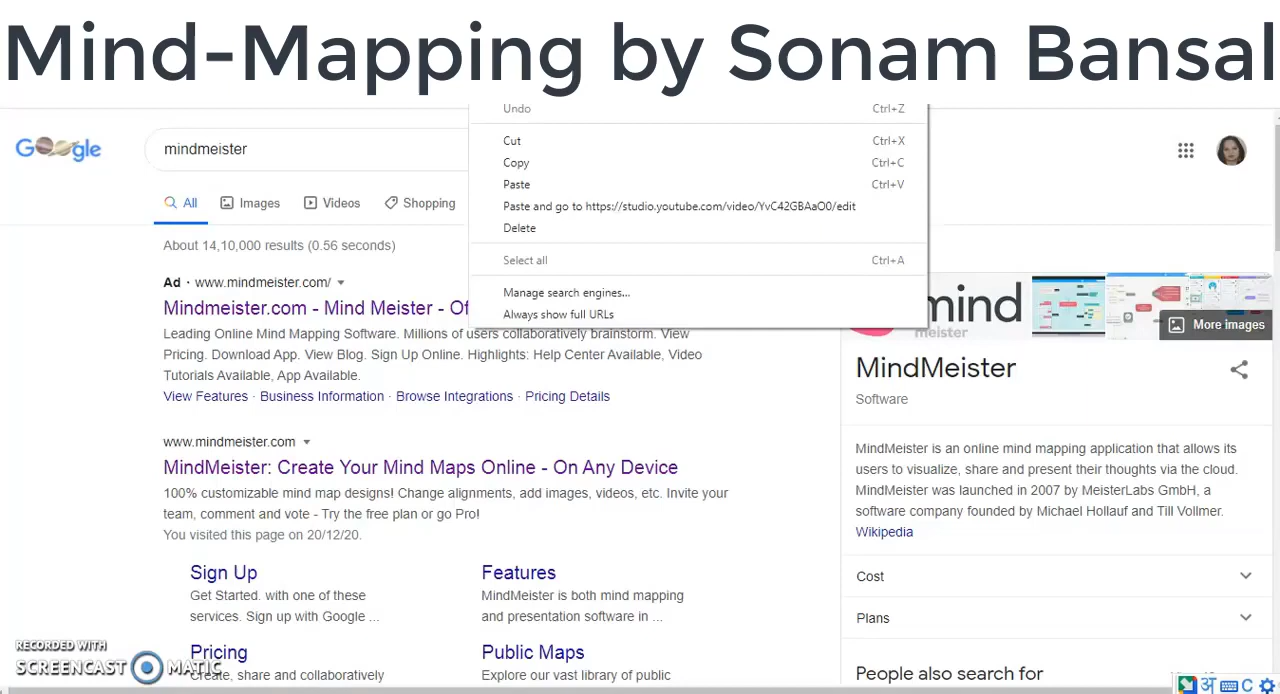 Mind-Mapping by Sonam Bansal
Undo Ctrl+Z
Cut Ctrl+X
Copy Ctrl+C
Paste Ctrl+V
Paste and go to https://studio.youtube.com/video/YvC42GBAaO0/edit
Delete
Select all Ctrl+A
Manage search engines...
Always show full URLs
Google
mindmeister
All Images Videos Shopping
About 14,10,000 results (0.56 seconds)
Ad · www.mindmeister.com/
Mindmeister.com - Mind Meister - Of
Leading Online Mind Mapping Software. Millions of users collaboratively brainstorm. View
Pricing. Download App. View Blog. Sign Up Online. Highlights: Help Center Available, Video
Tutorials Available, App Available.
View Features · Business Information · Browse Integrations · Pricing Details
www.mindmeister.com
MindMeister: Create Your Mind Maps Online - On Any Device
100% customizable mind map designs! Change alignments, add images, videos, etc. Invite your
team, comment and vote - Try the free plan or go Pro!
You visited this page on 20/12/20.
Sign Up
Get Started. with one of these
services. Sign up with Google ...
Features
MindMeister is both mind mapping
and presentation software in ...
Pricing
Create, share and collaboratively
Public Maps
Explore our vast library of public
mind
meister
More images
MindMeister
Software
MindMeister is an online mind mapping application that allows its
users to visualize, share and present their thoughts via the cloud.
MindMeister was launched in 2007 by MeisterLabs GmbH, a
software company founded by Michael Hollauf and Till Vollmer.
Wikipedia
Cost
Plans
People also search for
RECORDED WITH
SCREENCAST MATIC
अ